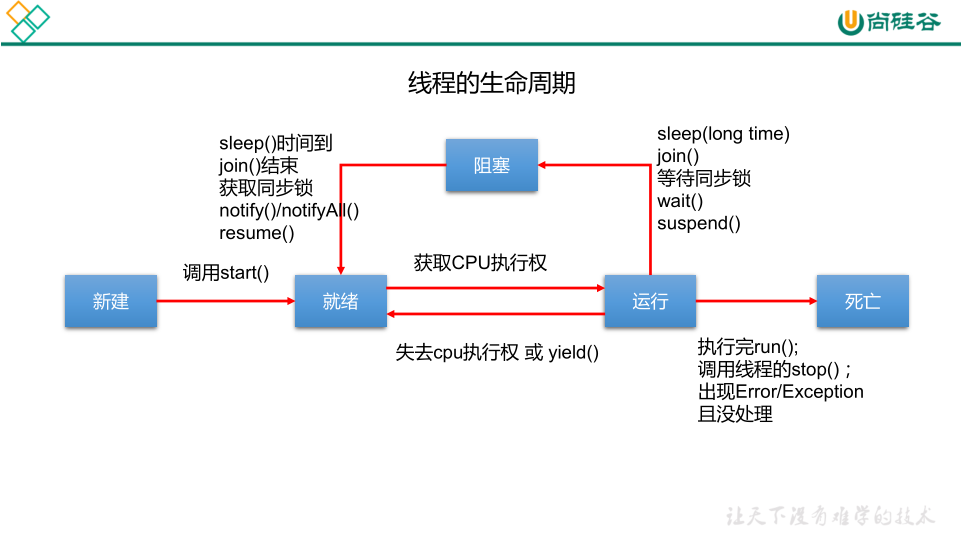 尚硅谷
线程的生命周期
sleep()时间到
join()结束
获取同步锁
notify()/notifyAll()
resume()
阻塞
sleep(long time)
join()
等待同步锁
wait()
suspend()
调用start()
获取CPU执行权
新建
就绪
运行
死亡
失去cpu执行权 或 yield()
执行完run();
调用线程的stop()；
出现Error/Exception
且没处理
让天下没有难学的技术